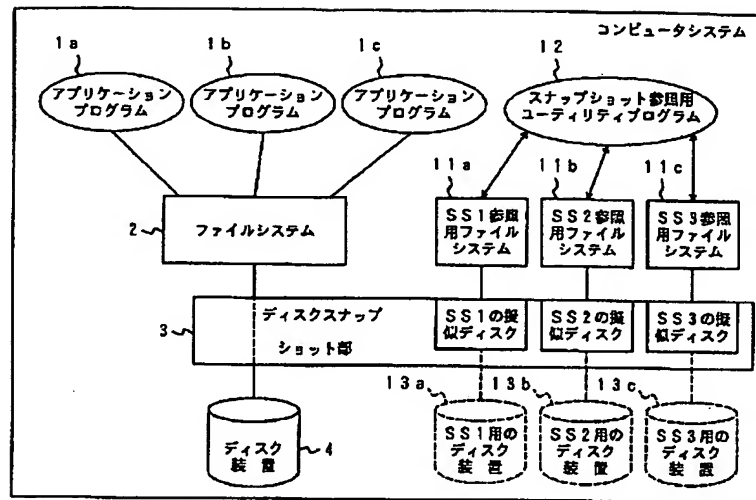 コンピュータシステム
1a
1b
1c
12
アプリケーション
プログラム
アプリケーション
プログラム
アプリケーション
プログラム
スナップショット参照用
ユーティリティプログラム
11a
11b
11c
2
ファイルシステム
SS1参照
用ファイル
システム
SS2参照
用ファイル
システム
SS3参照
用ファイル
システム
3
ディスクスナップ
ショット部
SS1の擬
似ディスク
SS2の擬
似ディスク
SS3の擬
似ディスク
13a
13b
13c
ディスク
装置
4
SS1用の
ディスク
装置
SS2用の
ディスク
装置
SS3用の
ディスク
装置